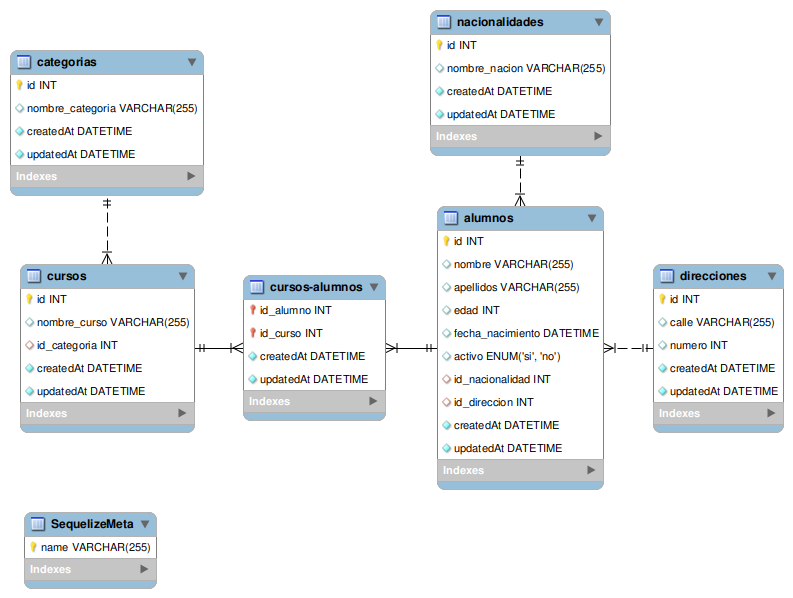 categorias
id INT
nombre_categoria VARCHAR(255)
createdAt DATETIME
updatedAt DATETIME
Indexes
nacionalidades
id INT
nombre_nacion VARCHAR(255)
createdAt DATETIME
updatedAt DATETIME
Indexes
cursos
id INT
nombre_curso VARCHAR(255)
id_categoria INT
createdAt DATETIME
updatedAt DATETIME
Indexes
cursos-alumnos
id_alumno INT
id_curso INT
createdAt DATETIME
updatedAt DATETIME
Indexes
alumnos
id INT
nombre VARCHAR(255)
apellidos VARCHAR(255)
edad INT
fecha_nacimiento DATETIME
activo ENUM('si', 'no')
id_nacionalidad INT
id_direccion INT
createdAt DATETIME
updatedAt DATETIME
Indexes
direcciones
id INT
calle VARCHAR(255)
numero INT
createdAt DATETIME
updatedAt DATETIME
Indexes
SequelizeMeta
name VARCHAR(255)
Indexes